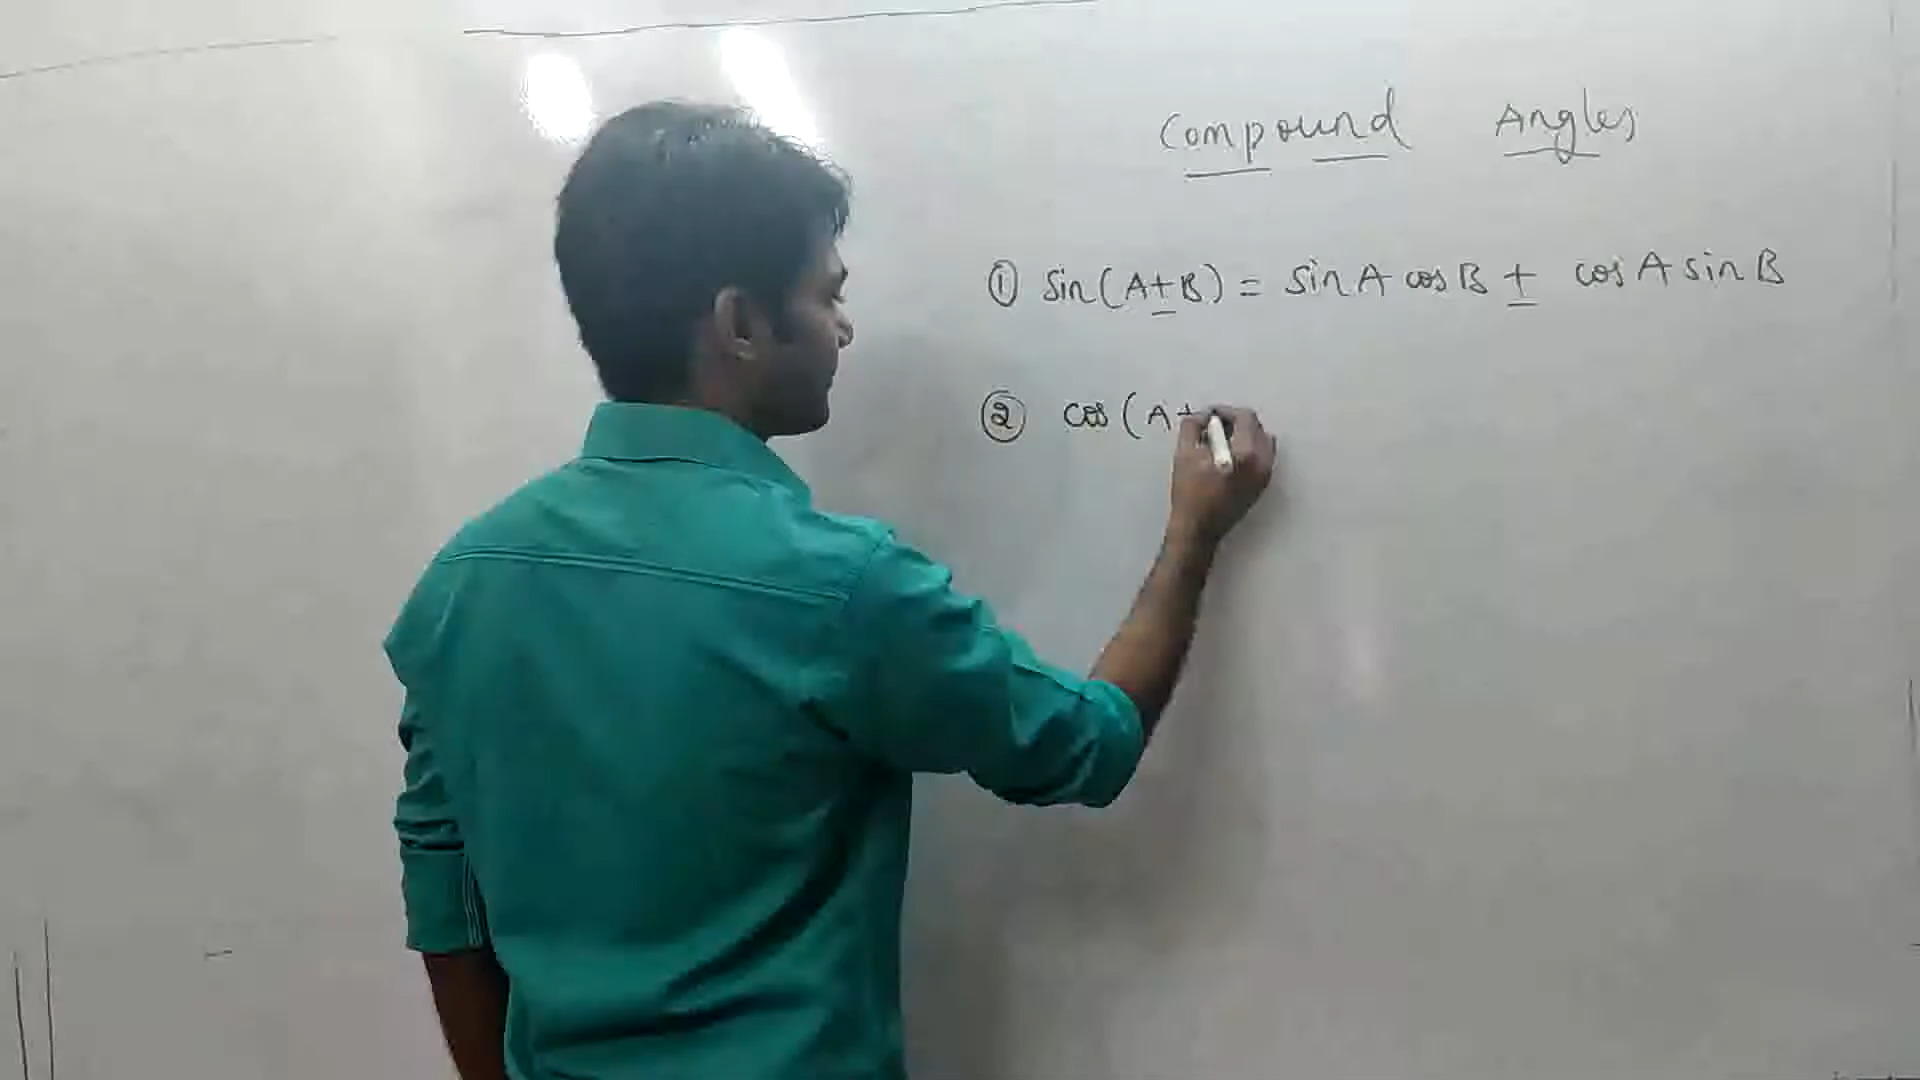 Compound Angles
① sin(A+B) = sinA cosB + cosA sinB
② cos (A+